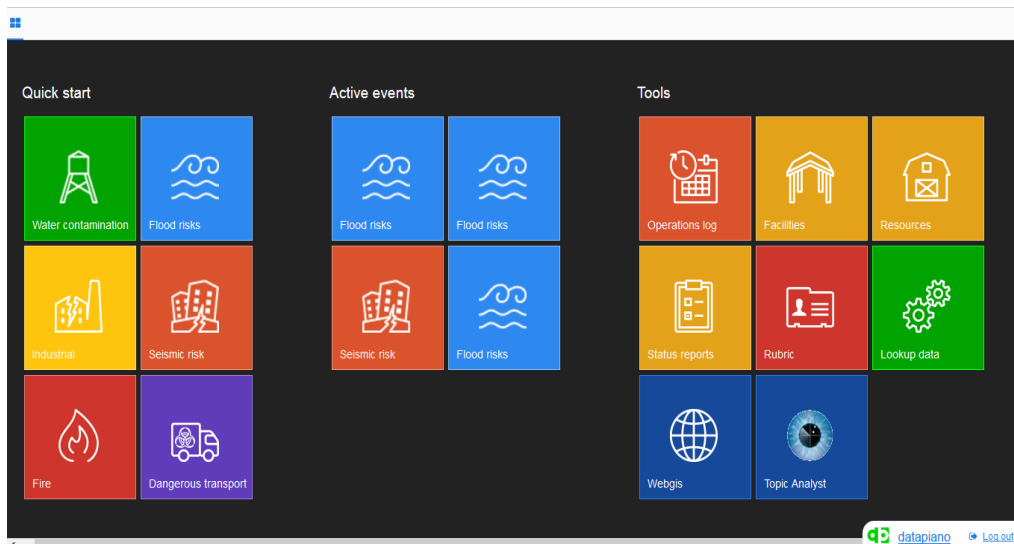 Quick start
Water contamination
Flood risks
Industrial
Seismic risk
Fire
Dangerous transport
Active events
Flood risks
Flood risks
Seismic risk
Flood risks
Tools
Operations log
Facilities
Resources
Status reports
Rubric
Lookup data
Webgis
Topic Analyst
datapiano Log out